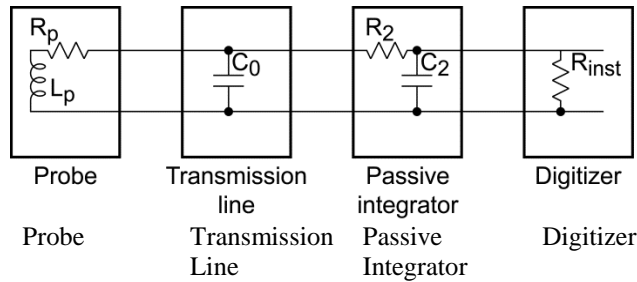 Rp
R2
C0
C2
Rinst
Lp
Probe
Transmission
line
Passive
integrator
Digitizer
Probe
Transmission
Line
Passive
Integrator
Digitizer